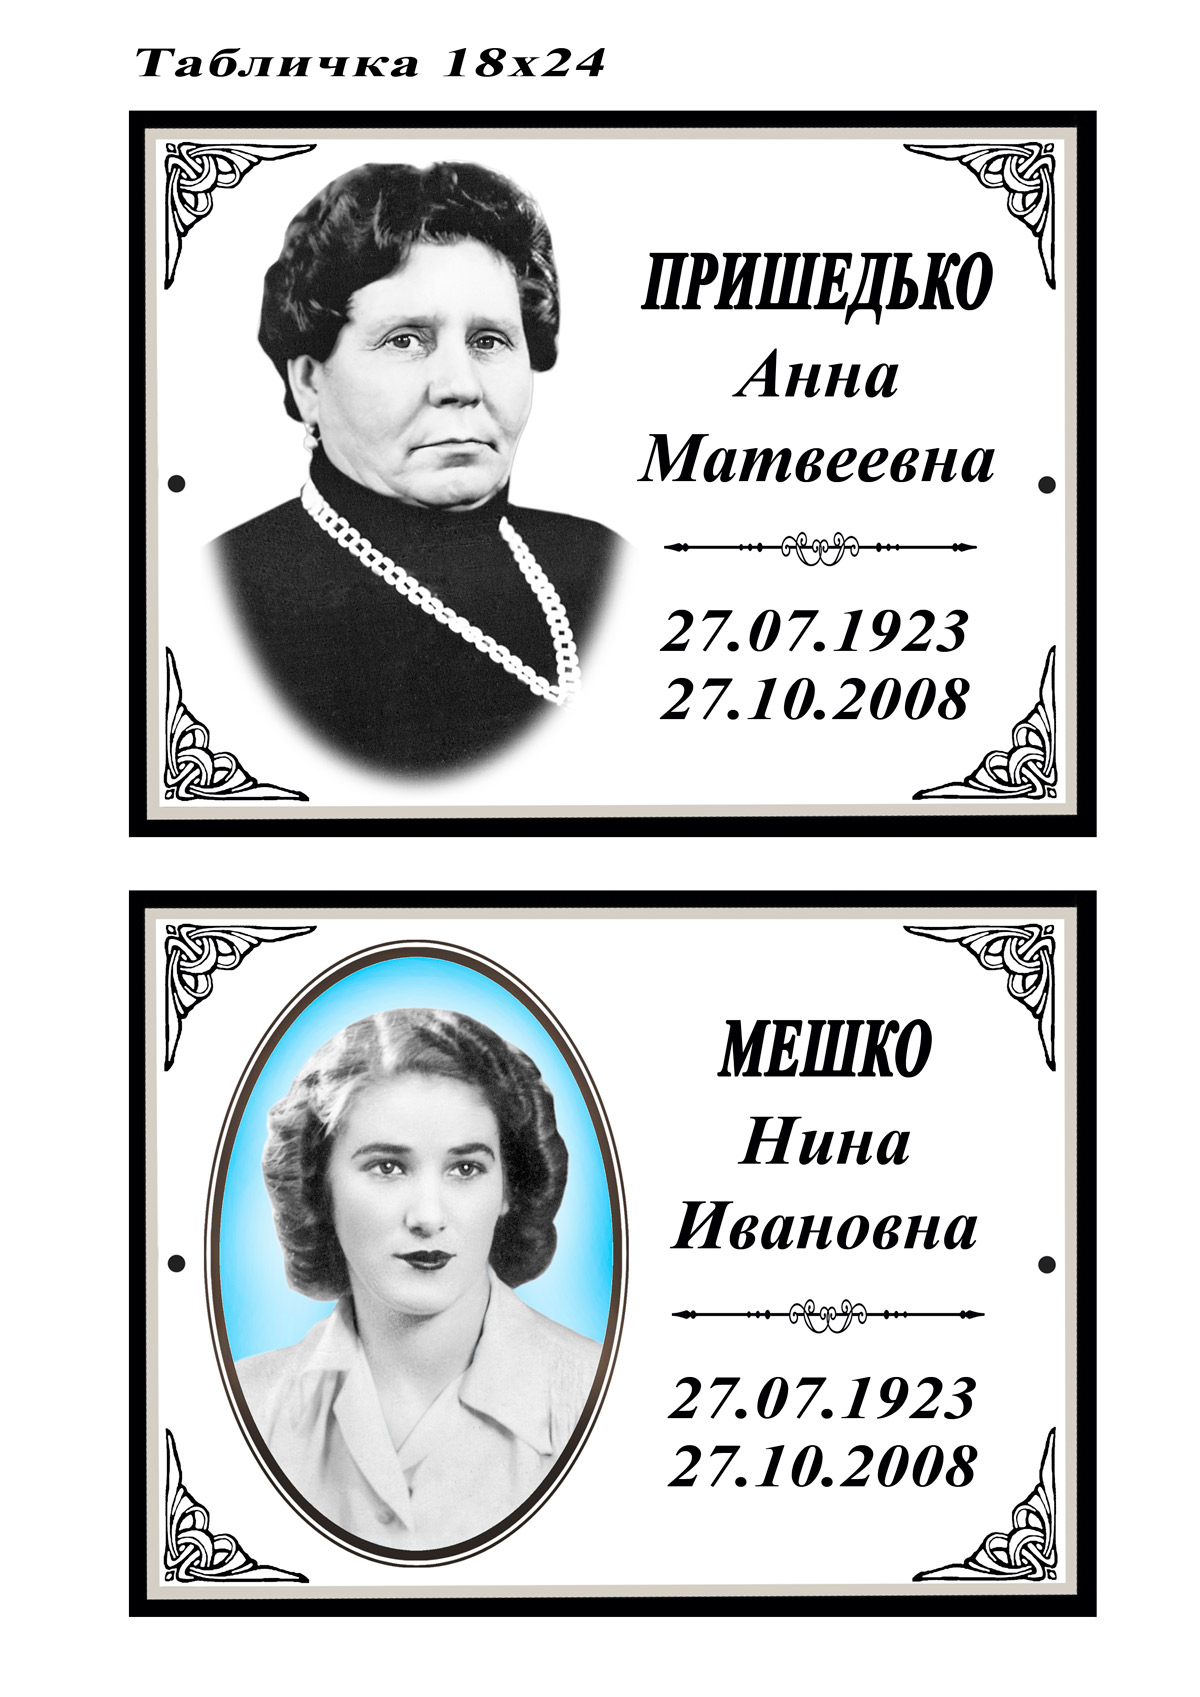 Табличка 18х24
ПРИШЕДЬКО
Анна
Матвеевна
27.07.1923
27.10.2008
МЕШКО
Нина
Ивановна
27.07.1923
27.10.2008